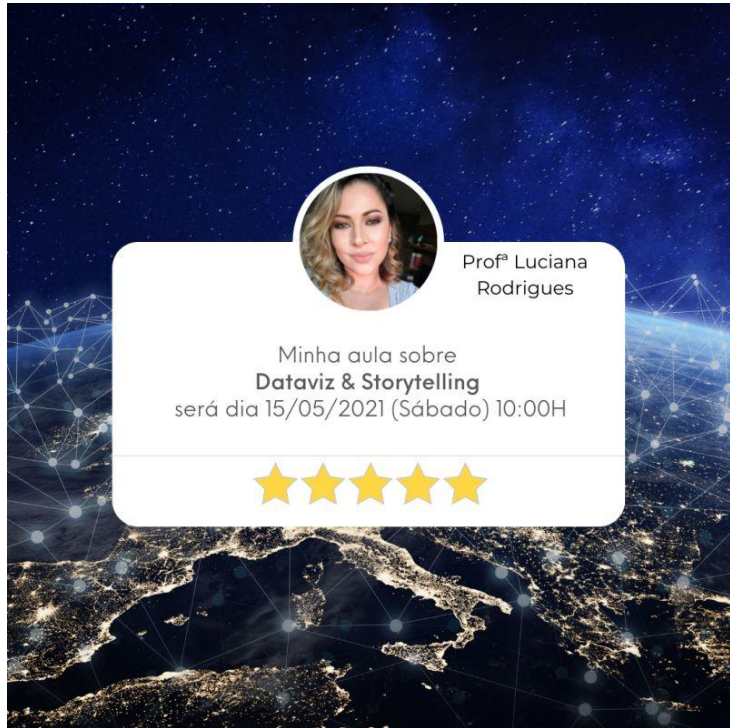 Profª Luciana
Rodrigues
Minha aula sobre
Dataviz & Storytelling
será dia 15/05/2021 (Sábado) 10:00H